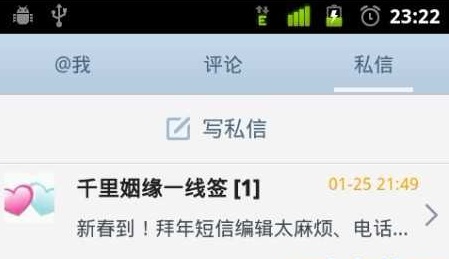 23:22
@我 评论 私信
写私信
千里姻缘一线签 [1] 01-25 21:49
新春到！拜年短信编辑太麻烦、电话...